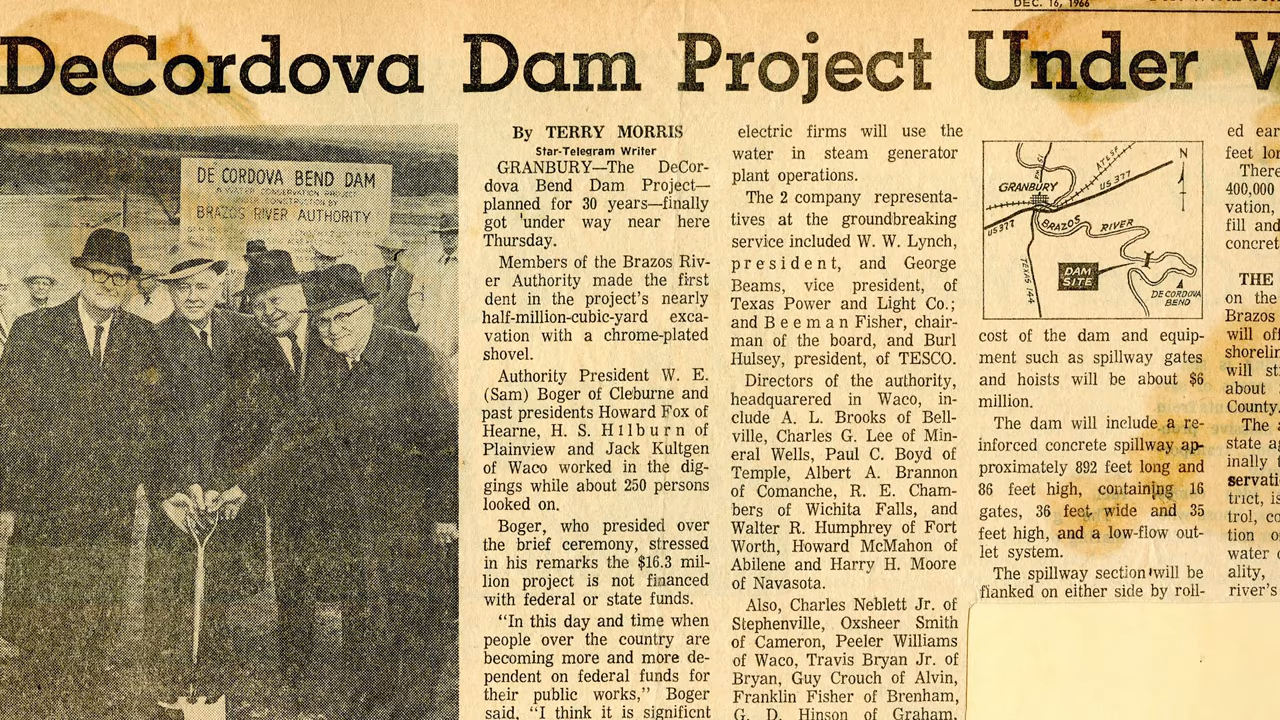 DEC. 16, 1966
DeCordova Dam Project Under
DE CORDOVA BEND DAM
BRAZOS RIVER AUTHORITY
By TERRY MORRIS
Star-Telegram Writer
GRANBURY—The DeCor-
dova Bend Dam Project—
planned for 30 years—finally
got 'under way near here
Thursday.
Members of the Brazos Riv-
er Authority made the first
dent in the project's nearly
half-million-cubic-yard exca-
vation with a chrome-plated
shovel.
Authority President W. E.
(Sam) Boger of Cleburne and
past presidents Howard Fox of
Hearne, H. S. Hilburn of
Plainview and Jack Kultgen
of Waco worked in the dig-
gings while about 250 persons
looked on.
Boger, who presided over
the brief ceremony, stressed
in his remarks the $16.3 mil-
lion project is not financed
with federal or state funds.
"In this day and time when
people over the country are
becoming more and more de-
pendent on federal funds for
their public works," Boger
said, "I think it is significnt
electric firms will use the
water in steam generator
plant operations.
The 2 company representa-
tives at the groundbreaking
service included W. W. Lynch,
president, and George
Beams, vice president, of
Texas Power and Light Co.;
and Beeman Fisher, chair-
man of the board, and Burl
Hulsey, president, of TESCO.
Directors of the authority,
headquarered in Waco, in-
clude A. L. Brooks of Bell-
ville, Charles G. Lee of Min-
eral Wells, Paul C. Boyd of
Temple, Albert A. Brannon
of Comanche, R. E. Cham-
bers of Wichita Falls, and
Walter R. Humphrey of Fort
Worth, Howard McMahon of
Abilene and Harry H. Moore
of Navasota.
Also, Charles Neblett Jr. of
Stephenville, Oxsheer Smith
of Cameron, Peeler Williams
of Waco, Travis Bryan Jr. of
Bryan, Guy Crouch of Alvin,
Franklin Fisher of Brenham,
G. D. Hinson of Graham,
N
AT&SF
GRANBURY
US 377
US 377
BRAZOS RIVER
TEXAS 144
DAM
SITE
DE CORDOVA
BEND
cost of the dam and equip-
ment such as spillway gates
and hoists will be about $6
million.
The dam will include a re-
inforced concrete spillway ap-
proximately 892 feet long and
86 feet high, containing 16
gates, 36 feet wide and 35
feet high, and a low-flow out-
let system.
The spillway section will be
flanked on either side by roll-
ed ear
feet lon
There
400,000
vation,
fill and
concret
THE
on the
Brazos
will off
shorelin
will sti
about
County.
The a
state ag
inally
servati
trict, is
trol, co
tion o
water c
ality,
river's